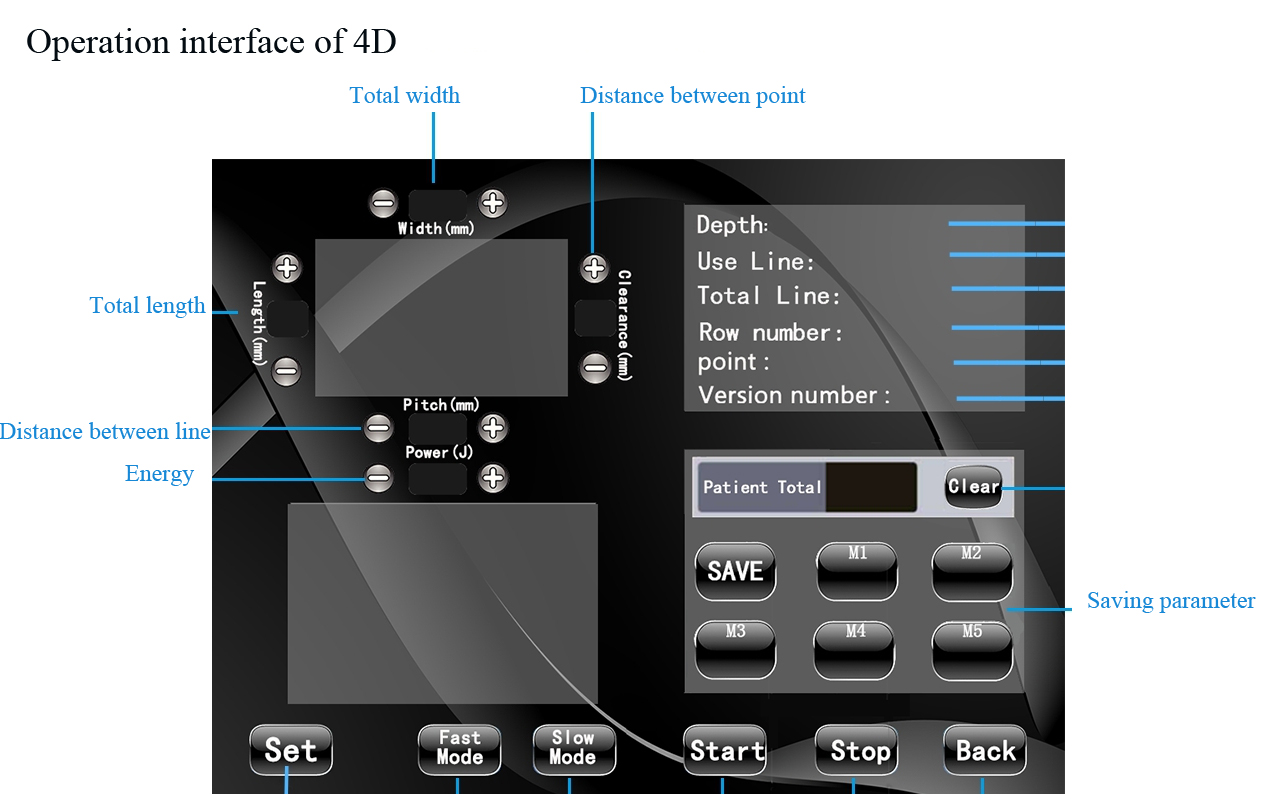 Operation interface of 4D
Total width
Distance between point
Width(mm)
Total length
Length(mm)
Clearance(mm)
Depth:
Use Line:
Total Line:
Row number:
point :
Version number :
Pitch(mm)
Distance between line
Power(J)
Energy
Patient Total
Clear
SAVE
M1
M2
Saving parameter
M3
M4
M5
Set
Fast
Mode
Slow
Mode
Start
Stop
Back